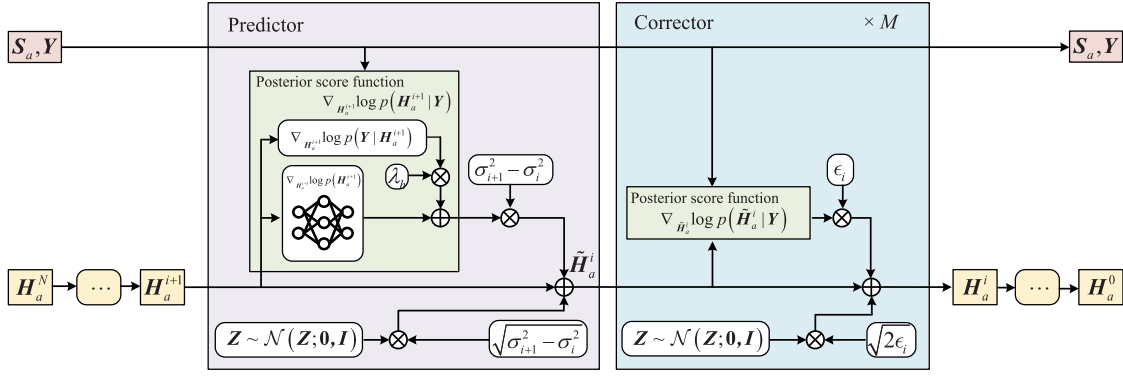 Predictor
Corrector
× M
S_a, Y
S_a, Y
Posterior score function
∇_{H_a^{i+1}} log p(H_a^{i+1} | Y)
∇_{H_a^{i+1}} log p(Y | H_a^{i+1})
λ_h
∇_{H_a^{i+1}} log p(H_a^{i+1})
σ_{i+1}^2 − σ_i^2
ϵ_i
Posterior score function
∇_{H̃_a^i} log p(H̃_a^i | Y)
H_a^N
⋯
H_a^{i+1}
H̃_a^i
H_a^i
⋯
H_a^0
Z ~ 𝒩(Z; 0, I)
√(σ_{i+1}^2 − σ_i^2)
Z ~ 𝒩(Z; 0, I)
√(2ϵ_i)